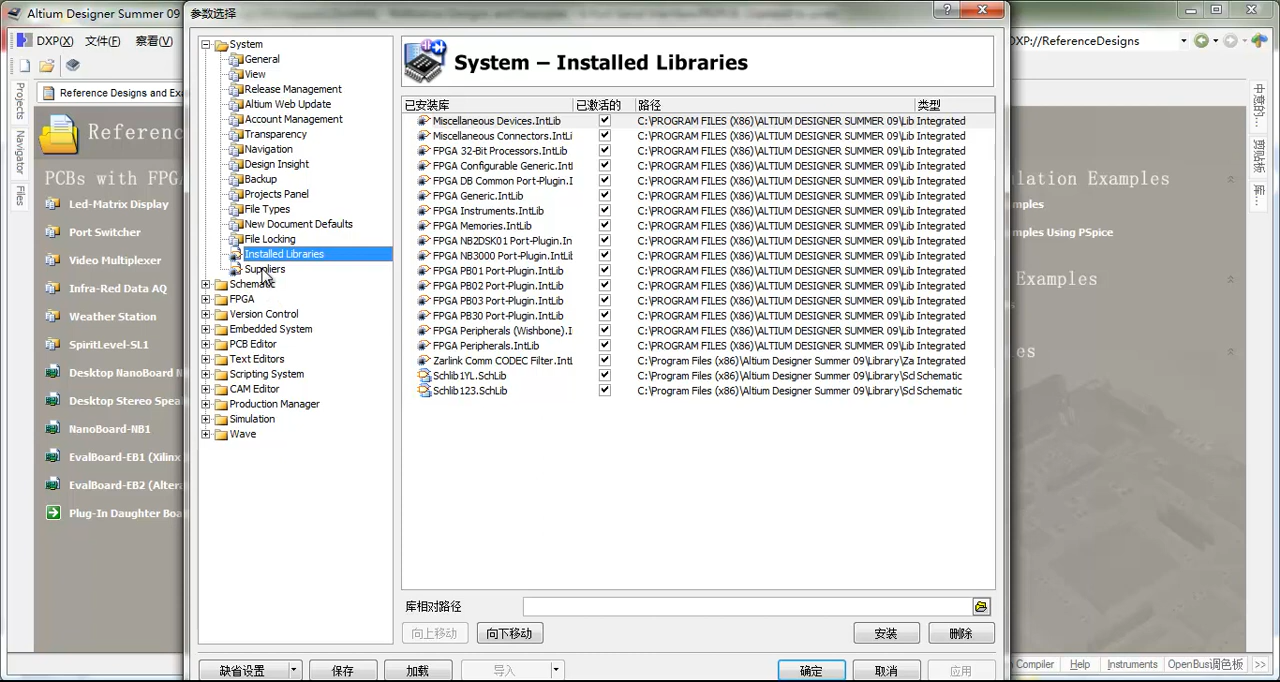 Altium Designer Summer 09
参数选择
DXP(X) 文件(F) 察看(V)
DXP://ReferenceDesigns
Projects
Navigator
Files
Reference Designs and Exa
Referenc
PCBs with FPG
Led-Matrix Display
Port Switcher
Video Multiplexer
Infra-Red Data AQ
Weather Station
SpiritLevel-SL1
Desktop NanoBoard N
Desktop Stereo Spea
NanoBoard-NB1
EvalBoard-EB1 (Xilinx
EvalBoard-EB2 (Altera
Plug-In Daughter Boa
System
General
View
Release Management
Altium Web Update
Account Management
Transparency
Navigation
Design Insight
Backup
Projects Panel
File Types
New Document Defaults
File Locking
Installed Libraries
Suppliers
Schematic
FPGA
Version Control
Embedded System
PCB Editor
Text Editors
Scripting System
CAM Editor
Production Manager
Simulation
Wave
System – Installed Libraries
已安装库 已激活的 路径 类型
Miscellaneous Devices.IntLib C:\PROGRAM FILES (X86)\ALTIUM DESIGNER SUMMER 09\Lib Integrated
Miscellaneous Connectors.IntLi C:\PROGRAM FILES (X86)\ALTIUM DESIGNER SUMMER 09\Lib Integrated
FPGA 32-Bit Processors.IntLib C:\PROGRAM FILES (X86)\ALTIUM DESIGNER SUMMER 09\Lib Integrated
FPGA Configurable Generic.Intl C:\PROGRAM FILES (X86)\ALTIUM DESIGNER SUMMER 09\Lib Integrated
FPGA DB Common Port-Plugin.I C:\PROGRAM FILES (X86)\ALTIUM DESIGNER SUMMER 09\Lib Integrated
FPGA Generic.IntLib C:\PROGRAM FILES (X86)\ALTIUM DESIGNER SUMMER 09\Lib Integrated
FPGA Instruments.IntLib C:\PROGRAM FILES (X86)\ALTIUM DESIGNER SUMMER 09\Lib Integrated
FPGA Memories.IntLib C:\PROGRAM FILES (X86)\ALTIUM DESIGNER SUMMER 09\Lib Integrated
FPGA NB2DSK01 Port-Plugin.In C:\PROGRAM FILES (X86)\ALTIUM DESIGNER SUMMER 09\Lib Integrated
FPGA NB3000 Port-Plugin.IntLil C:\PROGRAM FILES (X86)\ALTIUM DESIGNER SUMMER 09\Lib Integrated
FPGA PB01 Port-Plugin.IntLib C:\PROGRAM FILES (X86)\ALTIUM DESIGNER SUMMER 09\Lib Integrated
FPGA PB02 Port-Plugin.IntLib C:\PROGRAM FILES (X86)\ALTIUM DESIGNER SUMMER 09\Lib Integrated
FPGA PB03 Port-Plugin.IntLib C:\PROGRAM FILES (X86)\ALTIUM DESIGNER SUMMER 09\Lib Integrated
FPGA PB30 Port-Plugin.IntLib C:\PROGRAM FILES (X86)\ALTIUM DESIGNER SUMMER 09\Lib Integrated
FPGA Peripherals (Wishbone).I C:\PROGRAM FILES (X86)\ALTIUM DESIGNER SUMMER 09\Lib Integrated
FPGA Peripherals.IntLib C:\PROGRAM FILES (X86)\ALTIUM DESIGNER SUMMER 09\Lib Integrated
Zarlink Comm CODEC Filter.IntL C:\Program Files (x86)\Altium Designer Summer 09\Library\Za Integrated
Schlib1YL.SchLib C:\Program Files (x86)\Altium Designer Summer 09\Library\Sd Schematic
Schlib123.SchLib C:\Program Files (x86)\Altium Designer Summer 09\Library\Sd Schematic
库相对路径
向上移动 向下移动 安装 删除
缺省设置 保存 加载 导入 确定 取消 应用
lation Examples
mples
mples Using PSpice
Examples
es
中意的...
剪贴板
库...
Compiler Help Instruments OpenBus调色板 >>